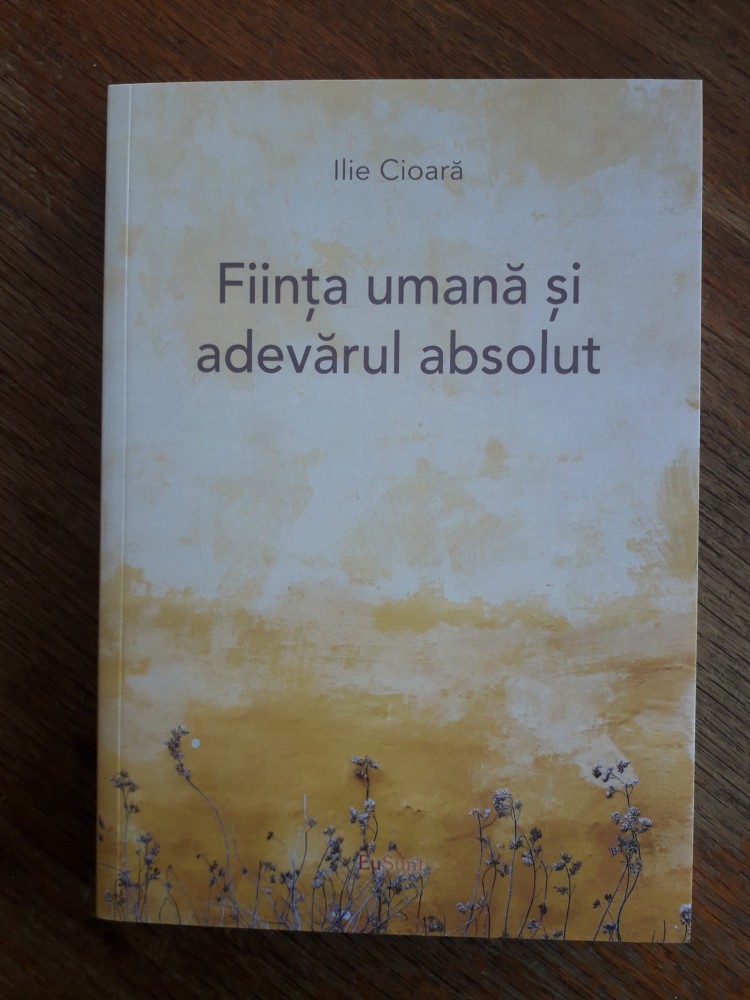 Ilie Cioară
Ființa umană și
adevărul absolut
EuSunt